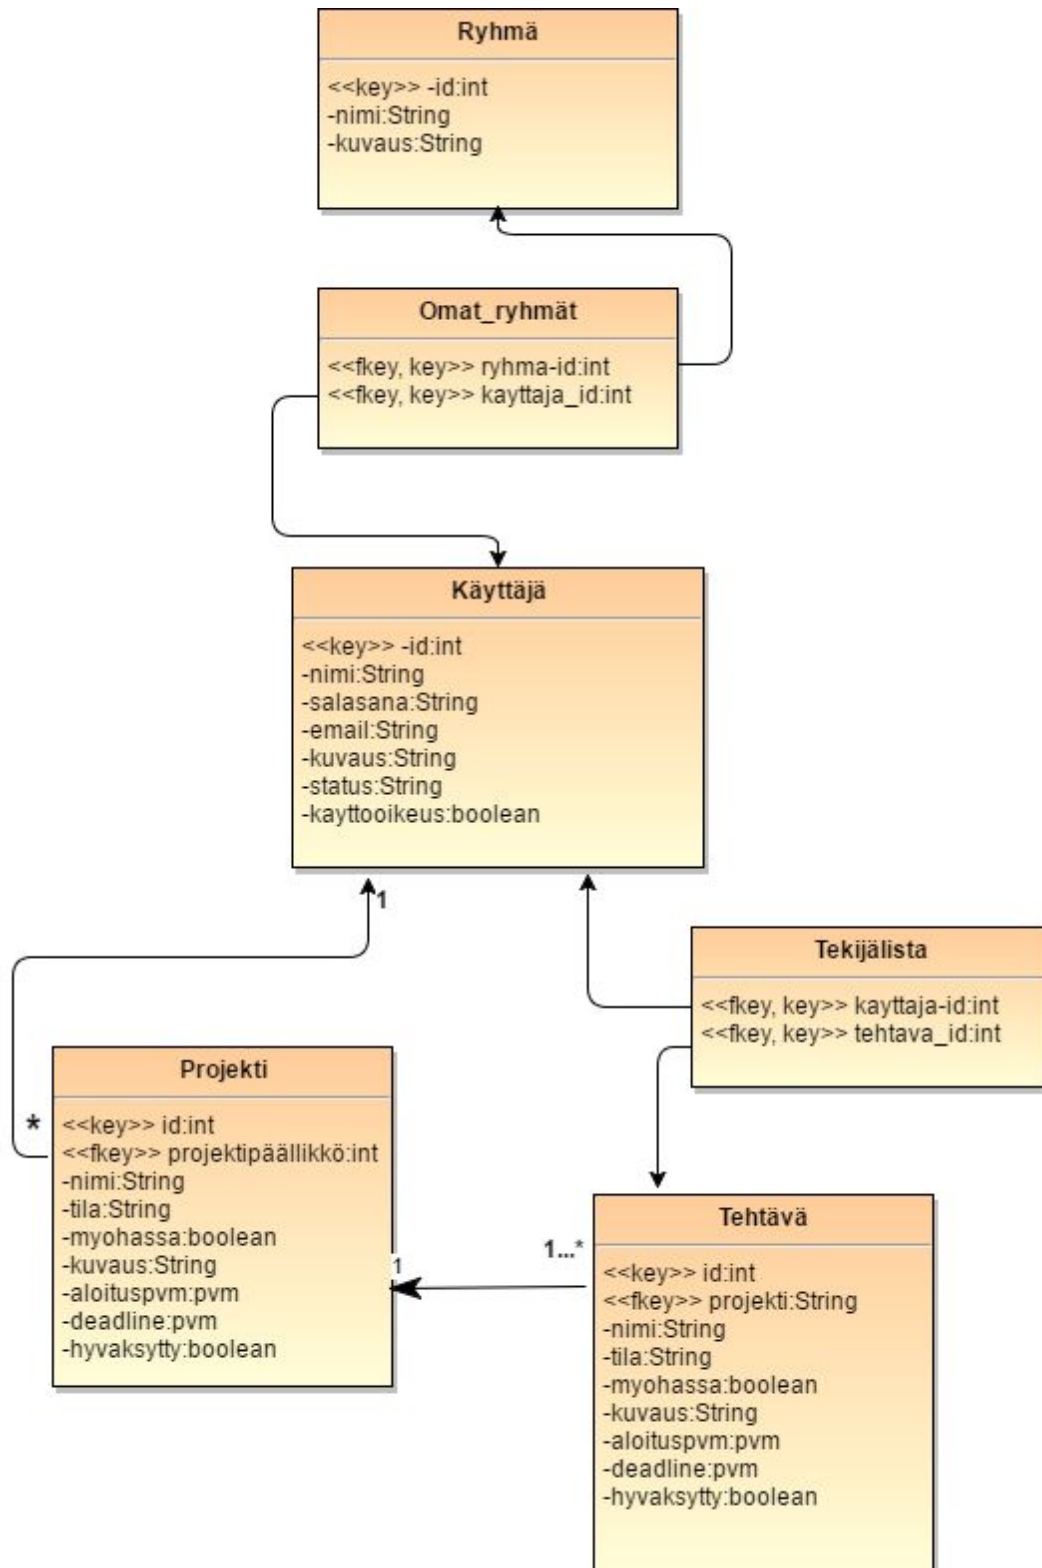 Ryhmä
<<key>> -id:int
-nimi:String
-kuvaus:String
Omat_ryhmät
<<fkey, key>> ryhma-id:int
<<fkey, key>> kayttaja_id:int
Käyttäjä
<<key>> -id:int
-nimi:String
-salasana:String
-email:String
-kuvaus:String
-status:String
-kayttooikeus:boolean
1
Tekijälista
<<fkey, key>> kayttaja-id:int
<<fkey, key>> tehtava_id:int
*
Projekti
<<key>> id:int
<<fkey>> projektipäällikkö:int
-nimi:String
-tila:String
-myohassa:boolean
-kuvaus:String
-aloituspvm:pvm
-deadline:pvm
-hyvaksytty:boolean
1
1...*
Tehtävä
<<key>> id:int
<<fkey>> projekti:String
-nimi:String
-tila:String
-myohassa:boolean
-kuvaus:String
-aloituspvm:pvm
-deadline:pvm
-hyvaksytty:boolean